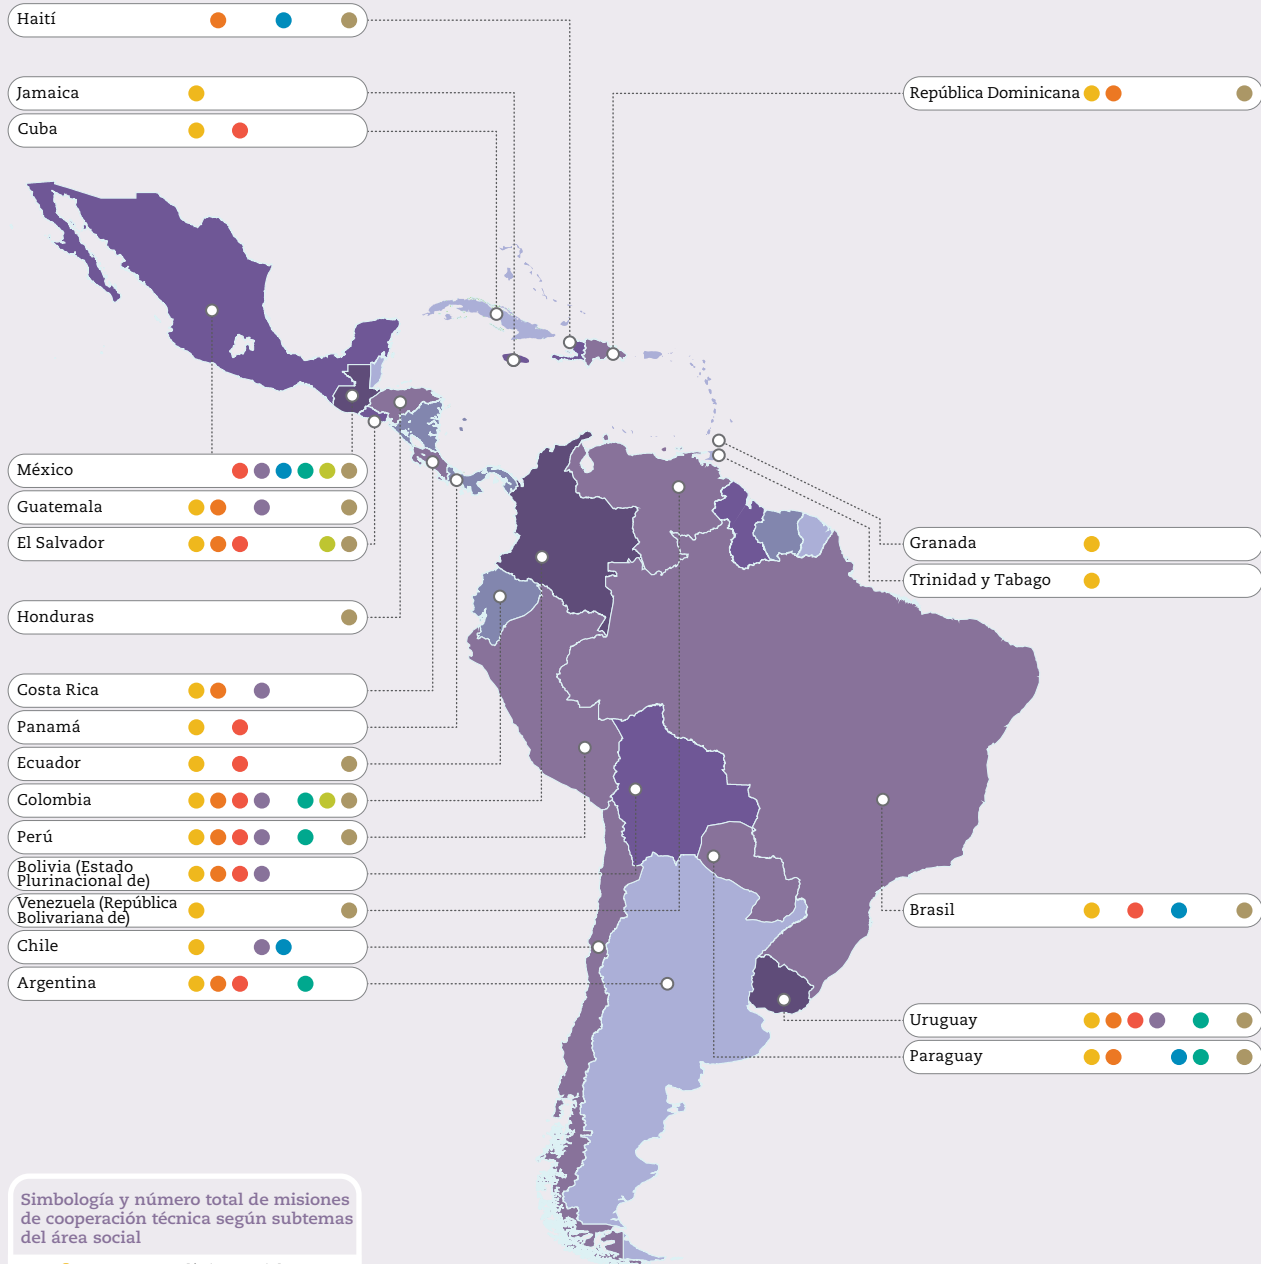 Haití
Jamaica
Cuba
República Dominicana
México
Guatemala
El Salvador
Honduras
Costa Rica
Panamá
Ecuador
Colombia
Perú
Bolivia (Estado
Plurinacional de)
Venezuela (República
Bolivariana de)
Chile
Argentina
Granada
Trinidad y Tabago
Brasil
Uruguay
Paraguay
Simbología y número total de misiones
de cooperación técnica según subtemas
del área social